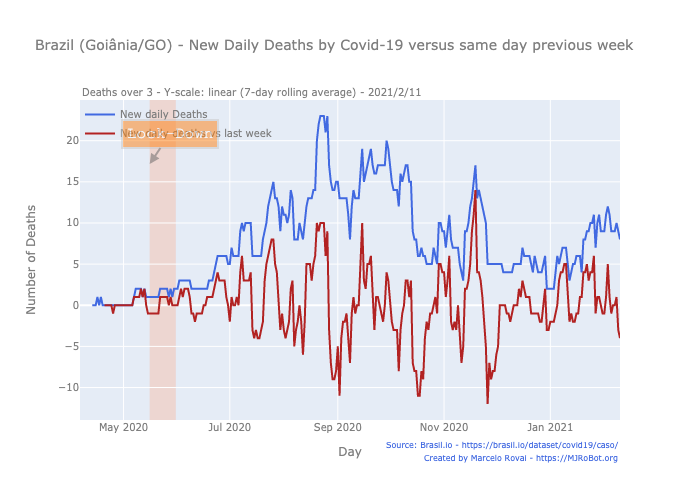 Brazil (Goiânia/GO) - New Daily Deaths by Covid-19 versus same day previous week
Deaths over 3 - Y-scale: linear (7-day rolling average) - 2021/2/11
New daily Deaths
New daily deaths vs last week
20
15
10
5
0
−5
−10
Number of Deaths
May 2020
Jul 2020
Sep 2020
Nov 2020
Jan 2021
Day
Source: Brasil.io - https://brasil.io/dataset/covid19/caso/
Created by Marcelo Rovai - https://MJRoBot.org